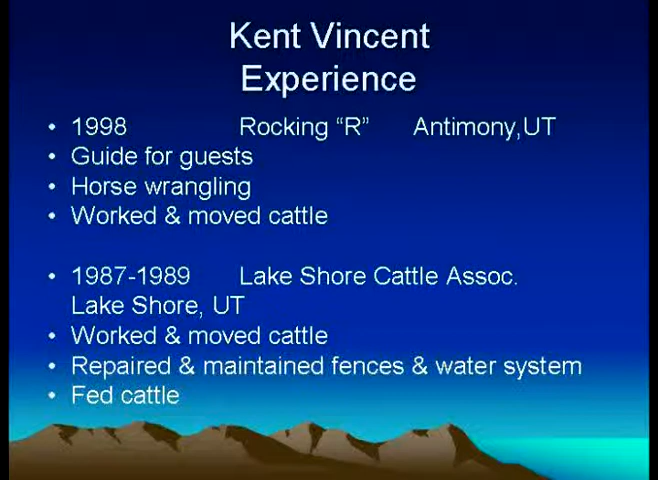 Kent Vincent
Experience
• 1998 Rocking “R” Antimony,UT
• Guide for guests
• Horse wrangling
• Worked & moved cattle
• 1987-1989 Lake Shore Cattle Assoc.
Lake Shore, UT
• Worked & moved cattle
• Repaired & maintained fences & water system
• Fed cattle